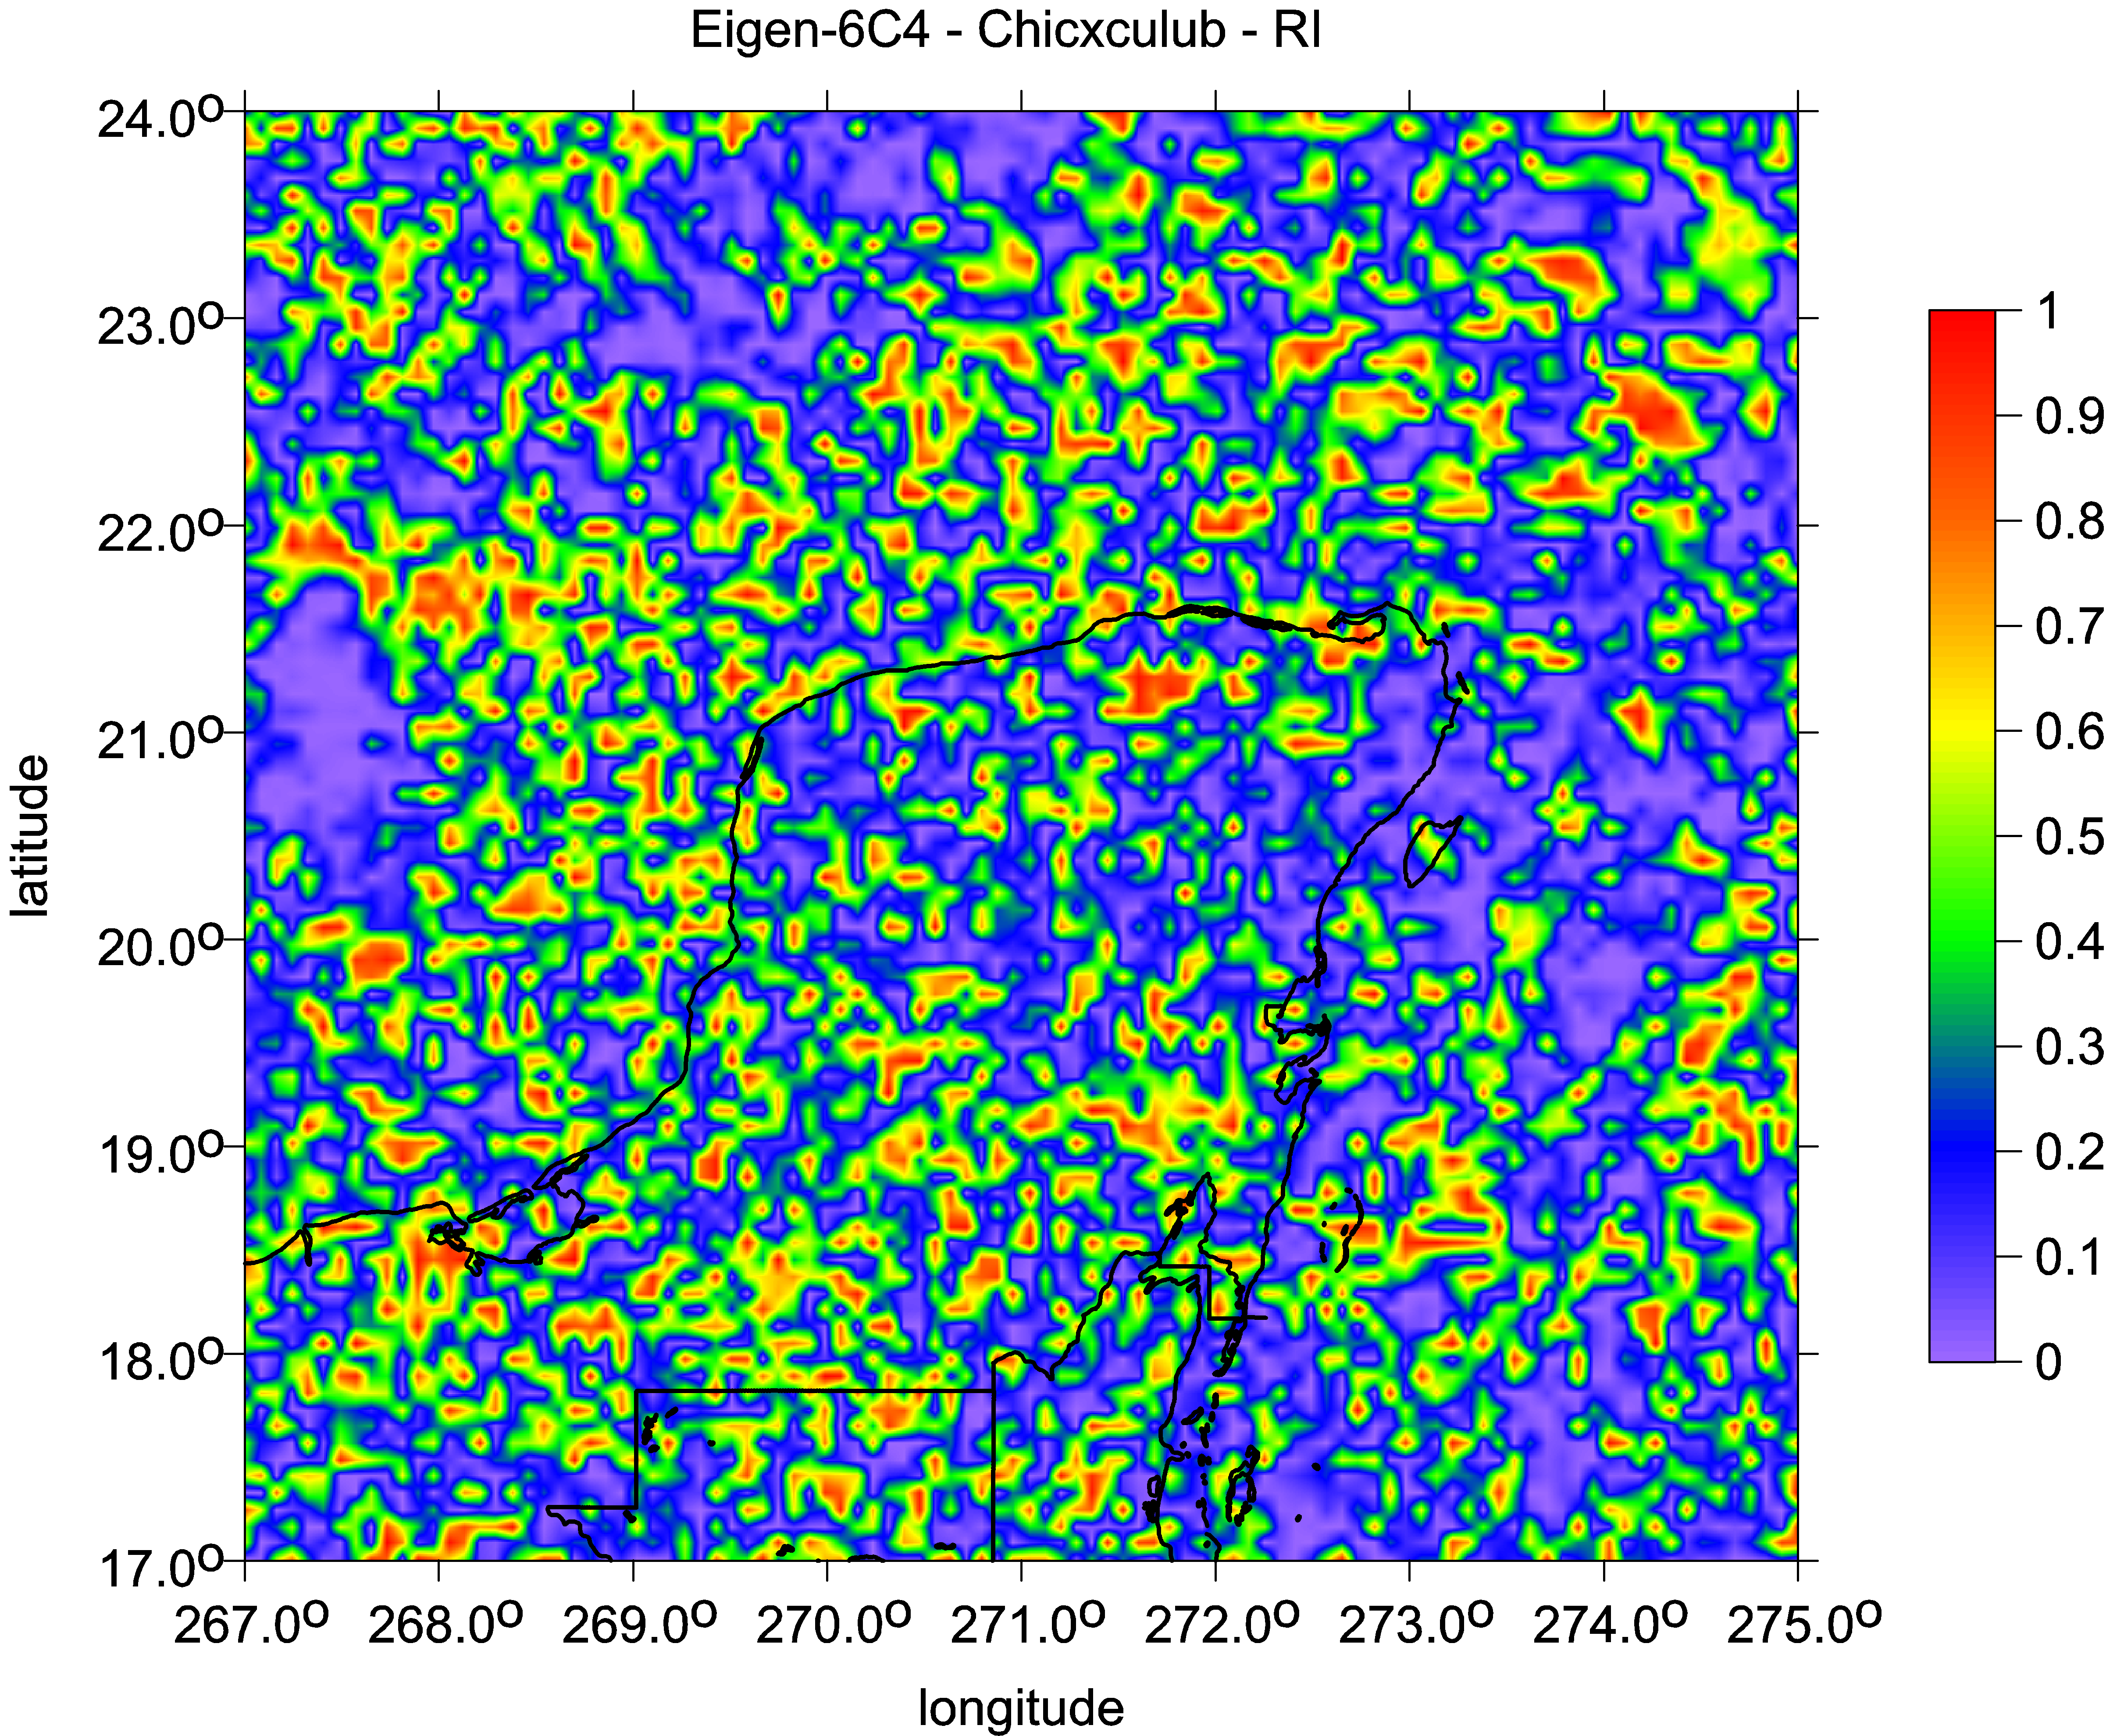 Eigen-6C4 - Chicxculub - RI
24.0º
23.0º
22.0º
21.0º
20.0º
19.0º
18.0º
17.0º
latitude
267.0º 268.0º 269.0º 270.0º 271.0º 272.0º 273.0º 274.0º 275.0º
longitude
1
0.9
0.8
0.7
0.6
0.5
0.4
0.3
0.2
0.1
0